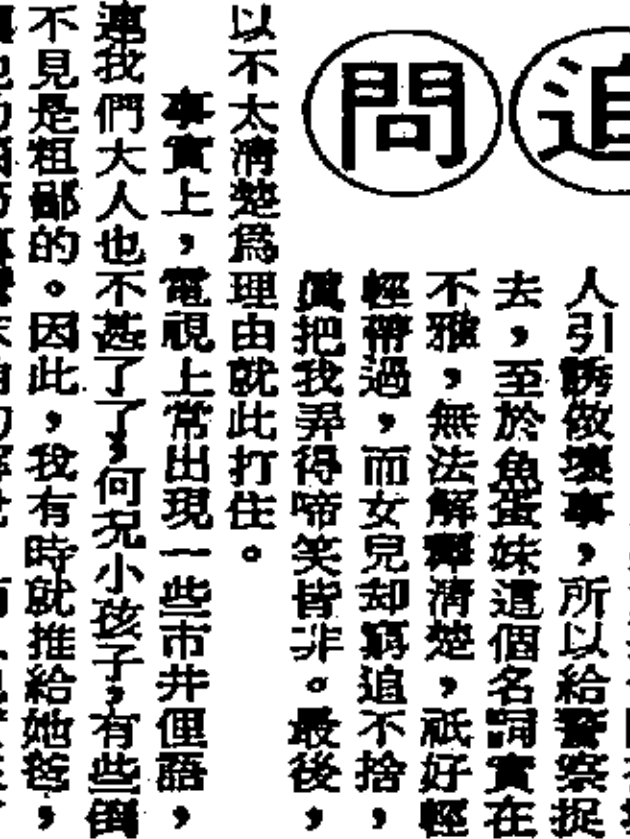 追問
人引誘做壞事，所以給警察捉
去，至於魚蛋妹這個名詞實在
不雅，無法解釋清楚，祇好輕
輕帶過，而女兒却窮追不捨，
眞把我弄得啼笑皆非。最後，
以不太清楚爲理由就此打住。
事實上，電視上常出現一些市井俚語，
連我們大人也不甚了了，何況小孩子，有些倒
不見是粗鄙的。因此，我有時就推給她爸，